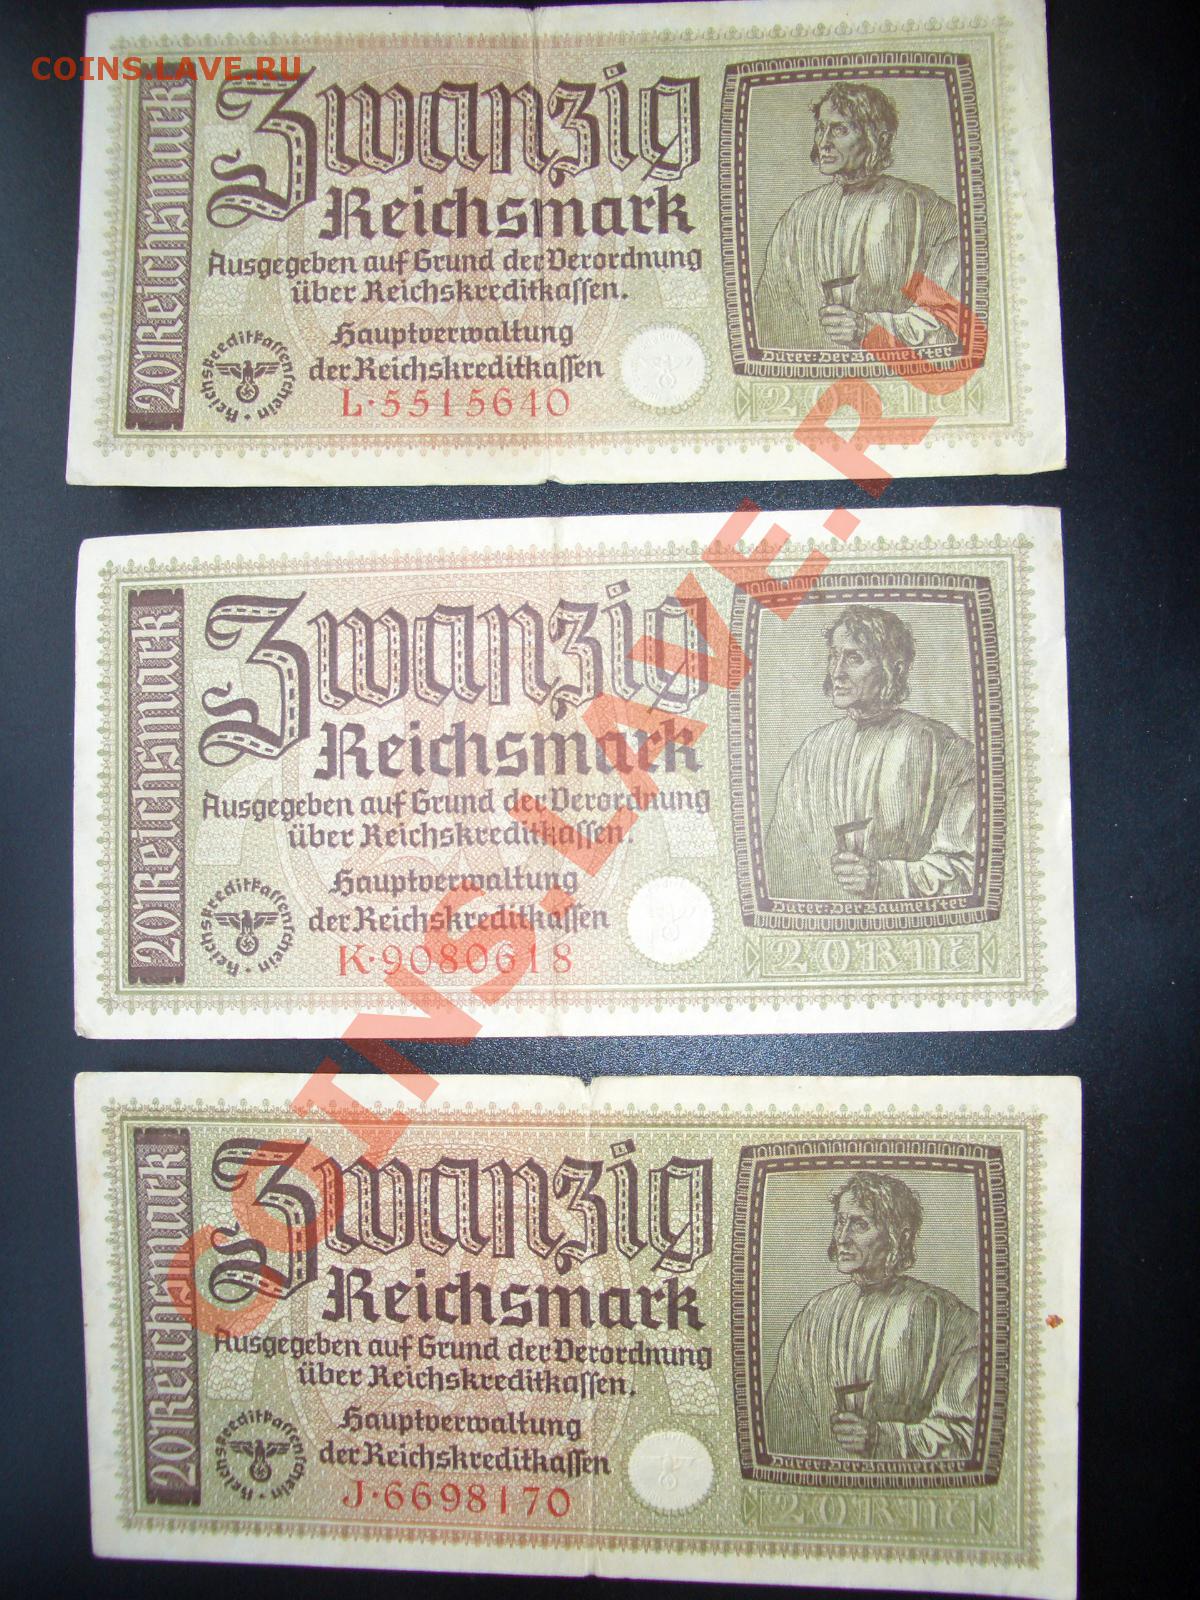 COINS.LAVE.RU
20 Reichsmark
Zwanzig
Reichsmark
Ausgegeben auf Grund der Verordnung
über Reichskreditkassen.
Hauptverwaltung
der Reichskreditkassen
Reichskreditkassenschein
L·5515640
Dürer: Der Baumeister
20 RM
20 Reichsmark
Zwanzig
Reichsmark
Ausgegeben auf Grund der Verordnung
über Reichskreditkassen.
Hauptverwaltung
der Reichskreditkassen
Reichskreditkassenschein
K·9080618
Dürer: Der Baumeister
20 RM
20 Reichsmark
Zwanzig
Reichsmark
Ausgegeben auf Grund der Verordnung
über Reichskreditkassen.
Hauptverwaltung
der Reichskreditkassen
Reichskreditkassenschein
J·6698170
Dürer: Der Baumeister
20 RM
COINS.LAVE.RU